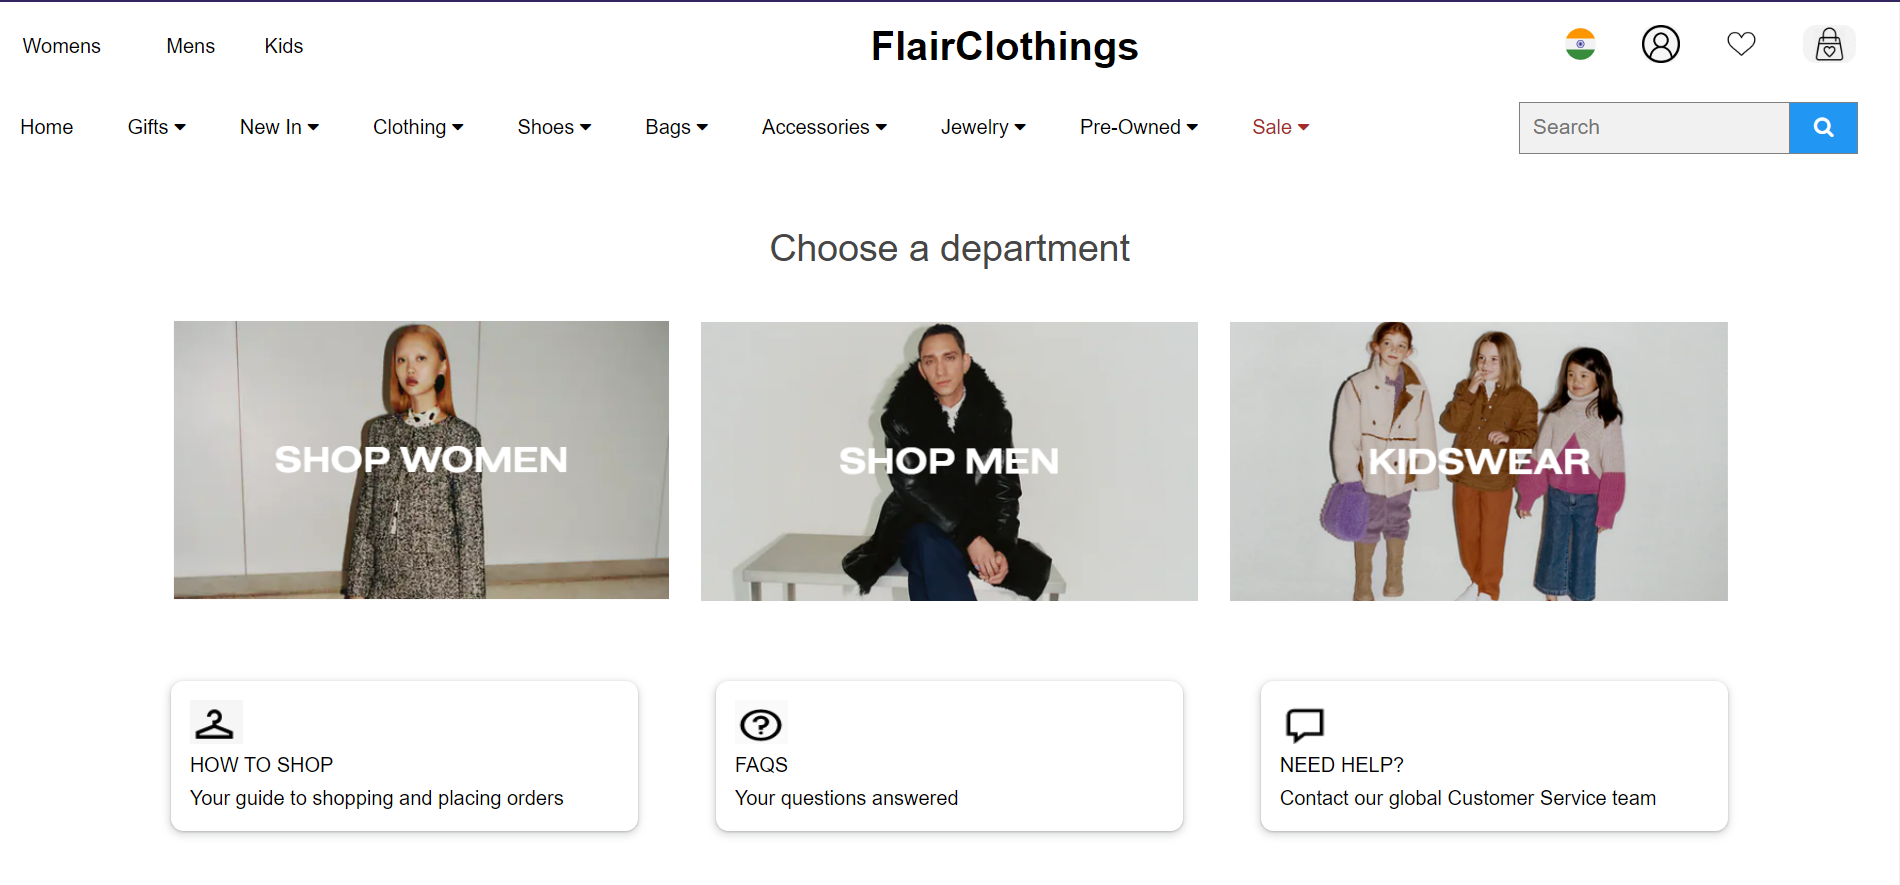 Womens Mens Kids FlairClothings
Home Gifts New In Clothing Shoes Bags Accessories Jewelry Pre-Owned Sale Search
Choose a department
SHOP WOMEN SHOP MEN KIDSWEAR
HOW TO SHOP
Your guide to shopping and placing orders
FAQS
Your questions answered
NEED HELP?
Contact our global Customer Service team